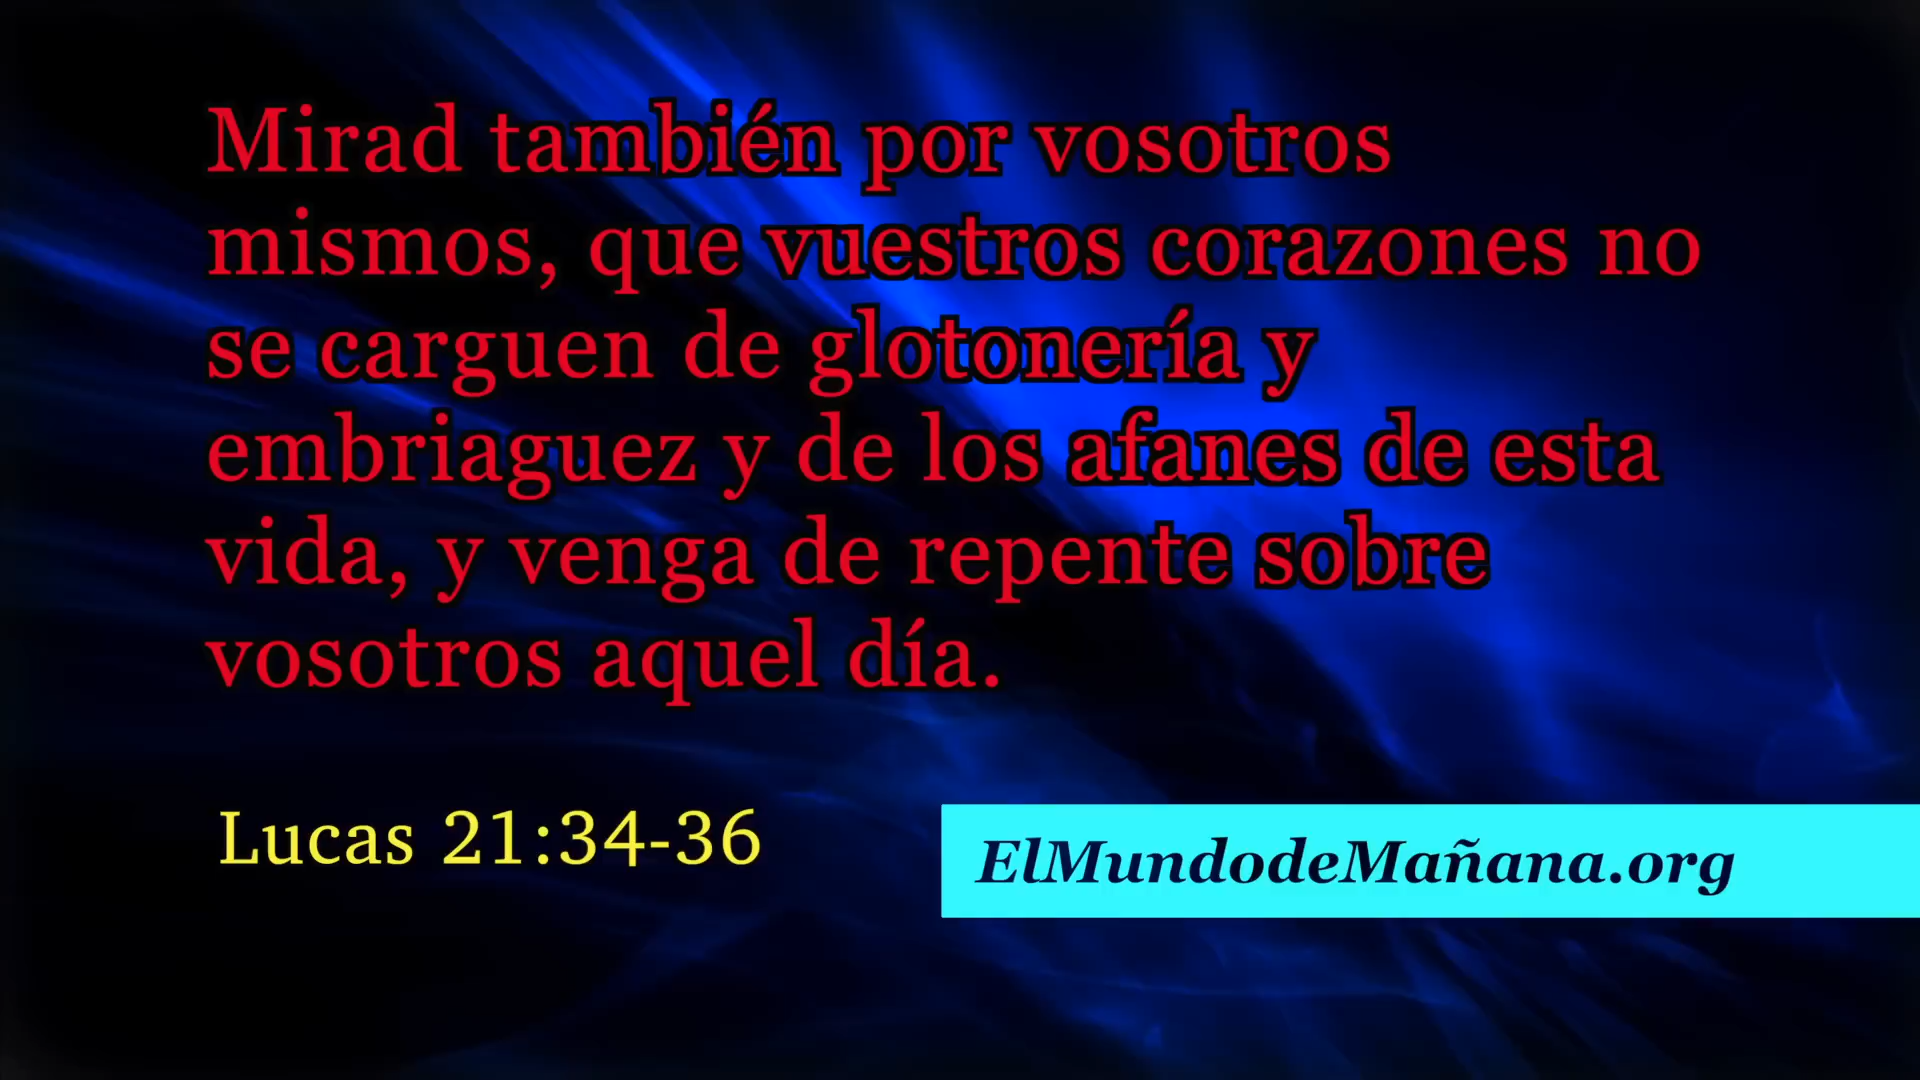 Mirad también por vosotros
mismos, que vuestros corazones no
se carguen de glotonería y
embriaguez y de los afanes de esta
vida, y venga de repente sobre
vosotros aquel día.
Lucas 21:34-36
ElMundodeMañana.org